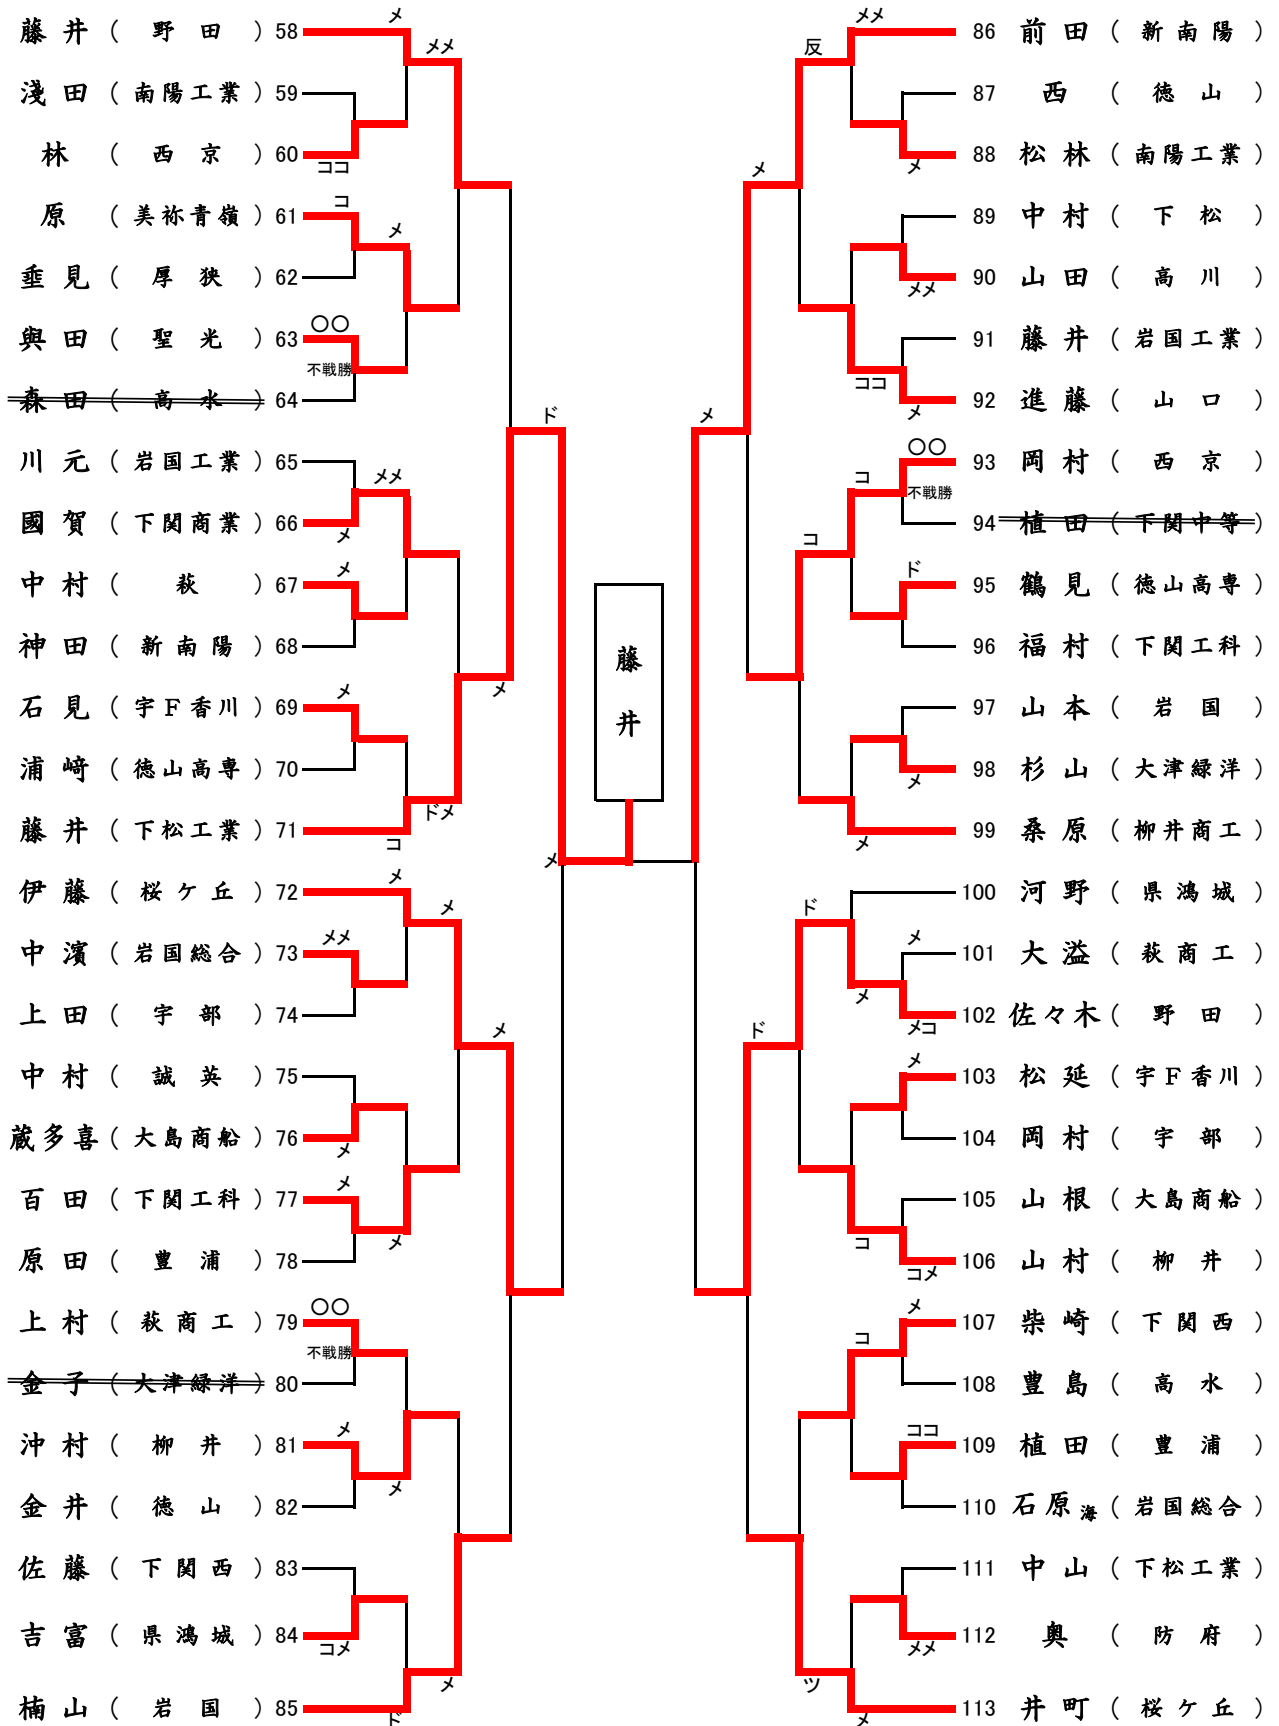 藤井 ( 野田 ) 58
淺田 ( 南陽工業 ) 59
林 ( 西京 ) 60
原 ( 美祢青嶺 ) 61
垂見 ( 厚狭 ) 62
與田 ( 聖光 ) 63
森田 ( 高水 ) 64
川元 ( 岩国工業 ) 65
國賀 ( 下関商業 ) 66
中村 ( 萩 ) 67
神田 ( 新南陽 ) 68
石見 ( 宇F香川 ) 69
浦崎 ( 徳山高専 ) 70
藤井 ( 下松工業 ) 71
伊藤 ( 桜ケ丘 ) 72
中濱 ( 岩国総合 ) 73
上田 ( 宇部 ) 74
中村 ( 誠英 ) 75
蔵多喜 ( 大島商船 ) 76
百田 ( 下関工科 ) 77
原田 ( 豊浦 ) 78
上村 ( 萩商工 ) 79
金子 ( 大津緑洋 ) 80
沖村 ( 柳井 ) 81
金井 ( 徳山 ) 82
佐藤 ( 下関西 ) 83
吉富 ( 県鴻城 ) 84
楠山 ( 岩国 ) 85
メ
メメ
ココ
コ
メ
〇〇
不戦勝
メメ
メ
メ
メ
ドメ
コ
メ
ド
メ
メ
メメ
メ
メ
メ
メ
〇〇
不戦勝
メ
メ
コメ
メ
ド
メ
藤井
メメ
反
メ
メ
メメ
ココ
メ
メ
〇〇
不戦勝
コ
コ
ド
メ
メ
ド
メ
メ
メコ
ド
メ
コ
コメ
メ
コ
ココ
メメ
ツ
メ
86 前田 ( 新南陽 )
87 西 ( 徳山 )
88 松林 ( 南陽工業 )
89 中村 ( 下松 )
90 山田 ( 高川 )
91 藤井 ( 岩国工業 )
92 進藤 ( 山口 )
93 岡村 ( 西京 )
94 植田 ( 下関中等 )
95 鶴見 ( 徳山高専 )
96 福村 ( 下関工科 )
97 山本 ( 岩国 )
98 杉山 ( 大津緑洋 )
99 桑原 ( 柳井商工 )
100 河野 ( 県鴻城 )
101 大溢 ( 萩商工 )
102 佐々木 ( 野田 )
103 松延 ( 宇F香川 )
104 岡村 ( 宇部 )
105 山根 ( 大島商船 )
106 山村 ( 柳井 )
107 柴崎 ( 下関西 )
108 豊島 ( 高水 )
109 植田 ( 豊浦 )
110 石原海 ( 岩国総合 )
111 中山 ( 下松工業 )
112 奥 ( 防府 )
113 井町 ( 桜ケ丘 )